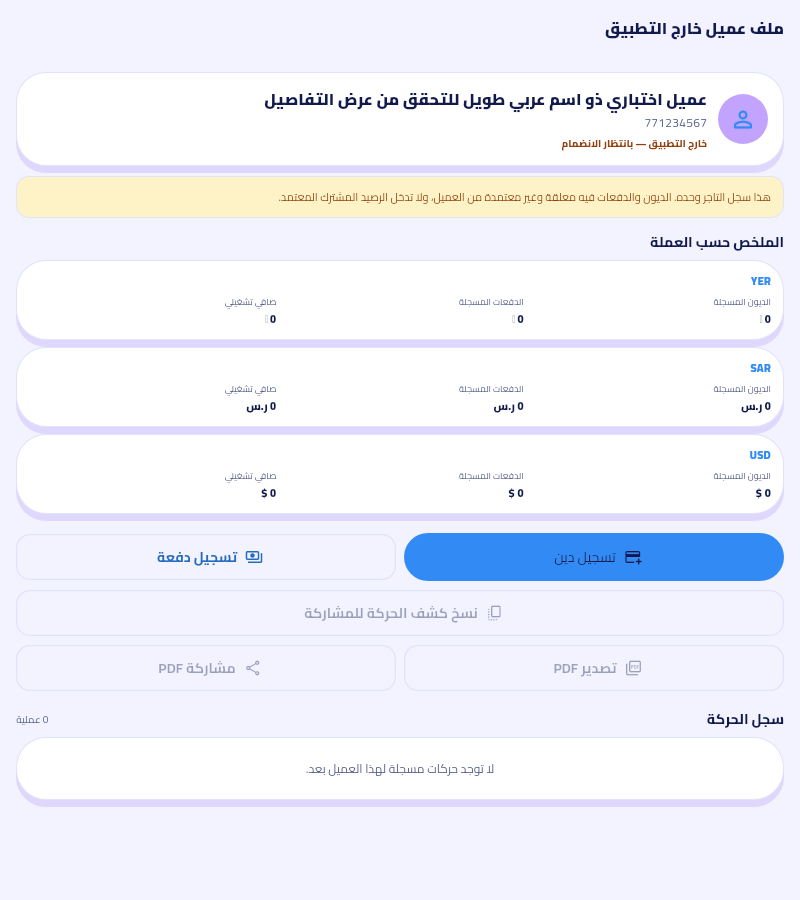 ملف عميل خارج التطبيق
عميل اختباري ذو اسم عربي طويل للتحقق من عرض التفاصيل
771234567
خارج التطبيق — بانتظار الانضمام
هذا سجل التاجر وحده. الديون والدفعات فيه معلقة وغير معتمدة من العميل، ولا تدخل الرصيد المشترك المعتمد.
الملخص حسب العملة
YER
الديون المسجلة الدفعات المسجلة صافي تشغيلي
0 0 0
SAR
الديون المسجلة الدفعات المسجلة صافي تشغيلي
0 ر.س 0 ر.س 0 ر.س
USD
الديون المسجلة الدفعات المسجلة صافي تشغيلي
0 $ 0 $ 0 $
تسجيل دين تسجيل دفعة
نسخ كشف الحركة للمشاركة
تصدير PDF مشاركة PDF
سجل الحركة 0 عملية
لا توجد حركات مسجلة لهذا العميل بعد.